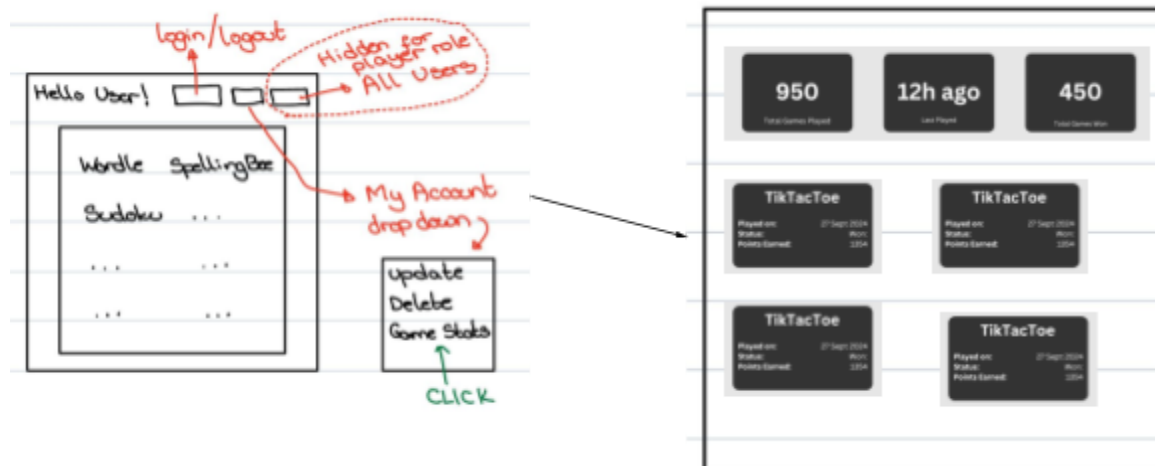 login/logout
Hidden for
player role
All Users
Hello User!
Wordle SpellingBee
Sudoku ...
... ...
... ...
My Account
drop down
Update
Delete
Game Stats
CLICK
950
Total Games Played
12h ago
Last Played
450
Total Games Won
TikTacToe
Played on: 27 Sept 2024
Status: Won
Points Earned: 1354
TikTacToe
Played on: 27 Sept 2024
Status: Won
Points Earned: 1354
TikTacToe
Played on: 27 Sept 2024
Status: Won
Points Earned: 1354
TikTacToe
Played on: 27 Sept 2024
Status: Won
Points Earned: 1354